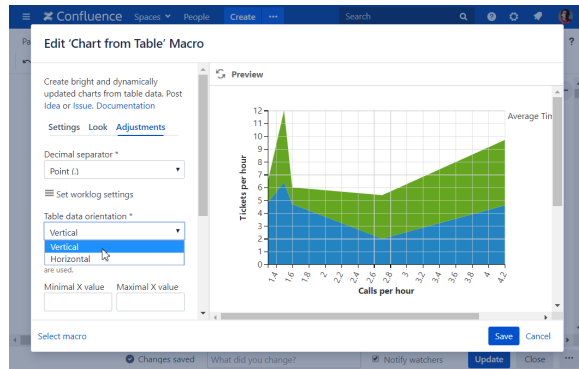 Confluence Spaces People Create ••• Search
Pa
Edit 'Chart from Table' Macro
?
Create bright and dynamically
updated charts from table data. Post
Idea or Issue. Documentation
Settings Look Adjustments
Decimal separator *
Point (.)
Set worklog settings
Table data orientation *
Vertical
Vertical
Horizontal
are used.
Minimal X value Maximal X value
Preview
Average Tin
Tickets per hour
12
11
10
9
8
7
6
5
4
3
2
1
0
1.4 1.6 1.8 2 2.2 2.4 2.6 2.8 3 3.2 3.4 3.6 3.8 4 4.2
Calls per hour
Select macro
Save Cancel
Changes saved What did you change? Notify watchers Update Close •••